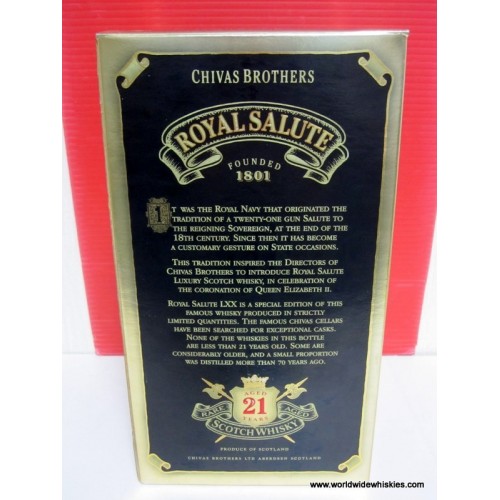 CHIVAS BROTHERS
ROYAL SALUTE
FOUNDED
1801
IT WAS THE ROYAL NAVY THAT ORIGINATED THE
TRADITION OF A TWENTY-ONE GUN SALUTE TO
THE REIGNING SOVEREIGN, AT THE END OF THE
18TH CENTURY. SINCE THEN IT HAS BECOME
A CUSTOMARY GESTURE ON STATE OCCASIONS.
THIS TRADITION INSPIRED THE DIRECTORS OF
CHIVAS BROTHERS TO INTRODUCE ROYAL SALUTE
LUXURY SCOTCH WHISKY, IN CELEBRATION OF
THE CORONATION OF QUEEN ELIZABETH II.
ROYAL SALUTE LXX IS A SPECIAL EDITION OF THIS
FAMOUS WHISKY PRODUCED IN STRICTLY
LIMITED QUANTITIES. THE FAMOUS CHIVAS CELLARS
HAVE BEEN SEARCHED FOR EXCEPTIONAL CASKS.
NONE OF THE WHISKIES IN THIS BOTTLE
ARE LESS THAN 21 YEARS OLD. SOME ARE
CONSIDERABLY OLDER, AND A SMALL PROPORTION
WAS DISTILLED MORE THAN 70 YEARS AGO.
AGED
21
YEARS
RARE AGED
SCOTCH WHISKY
PRODUCE OF SCOTLAND
CHIVAS BROTHERS LTD ABERDEEN SCOTLAND
www.worldwidewhiskies.com